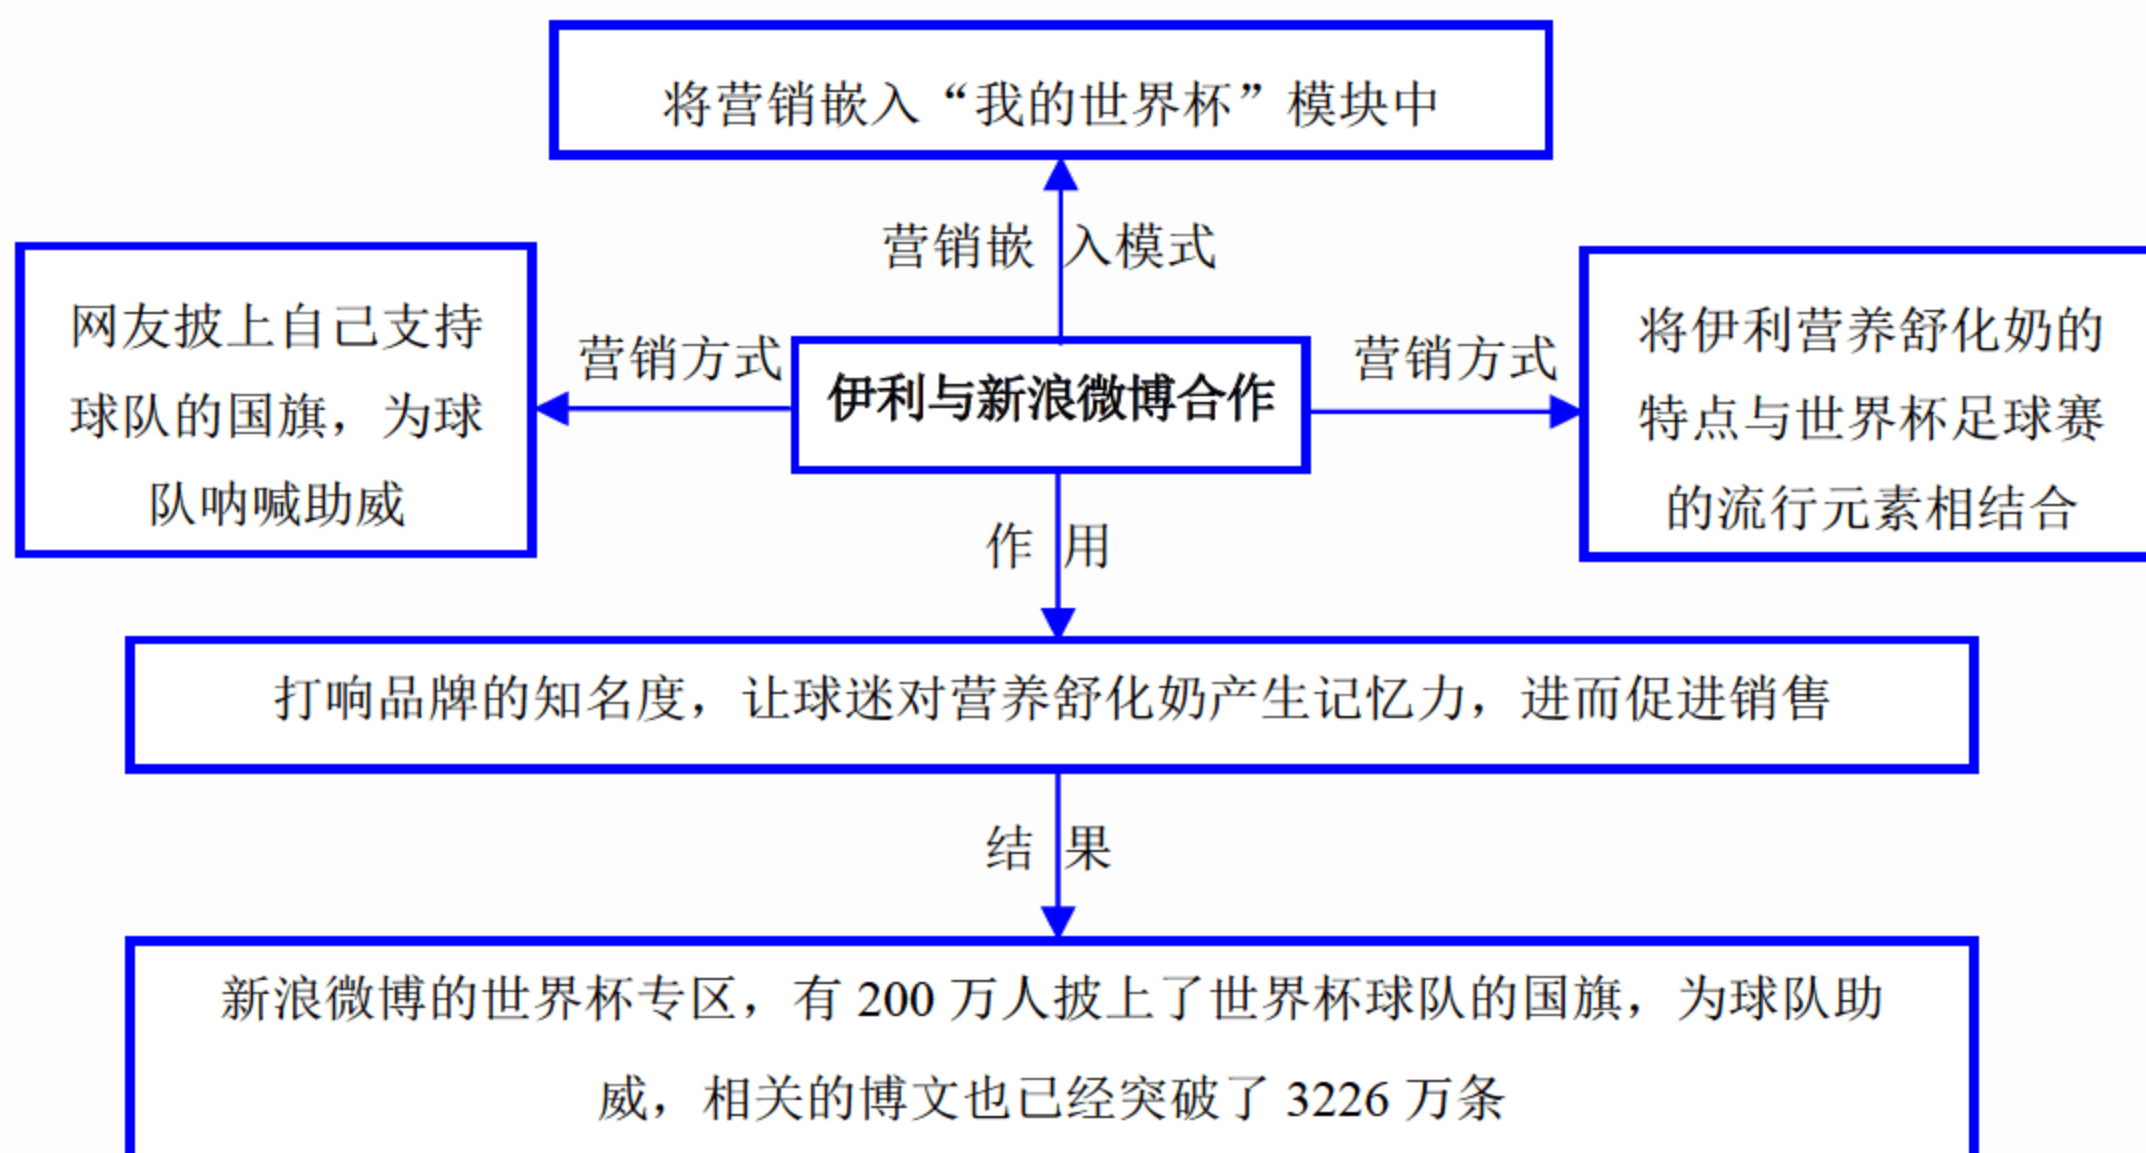 将营销嵌入“我的世界杯”模块中
营销嵌入模式
网友披上自己支持
球队的国旗，为球
队呐喊助威
营销方式
伊利与新浪微博合作
营销方式
将伊利营养舒化奶的
特点与世界杯足球赛
的流行元素相结合
作用
打响品牌的知名度，让球迷对营养舒化奶产生记忆力，进而促进销售
结果
新浪微博的世界杯专区，有 200 万人披上了世界杯球队的国旗，为球队助
威，相关的博文也已经突破了 3226 万条